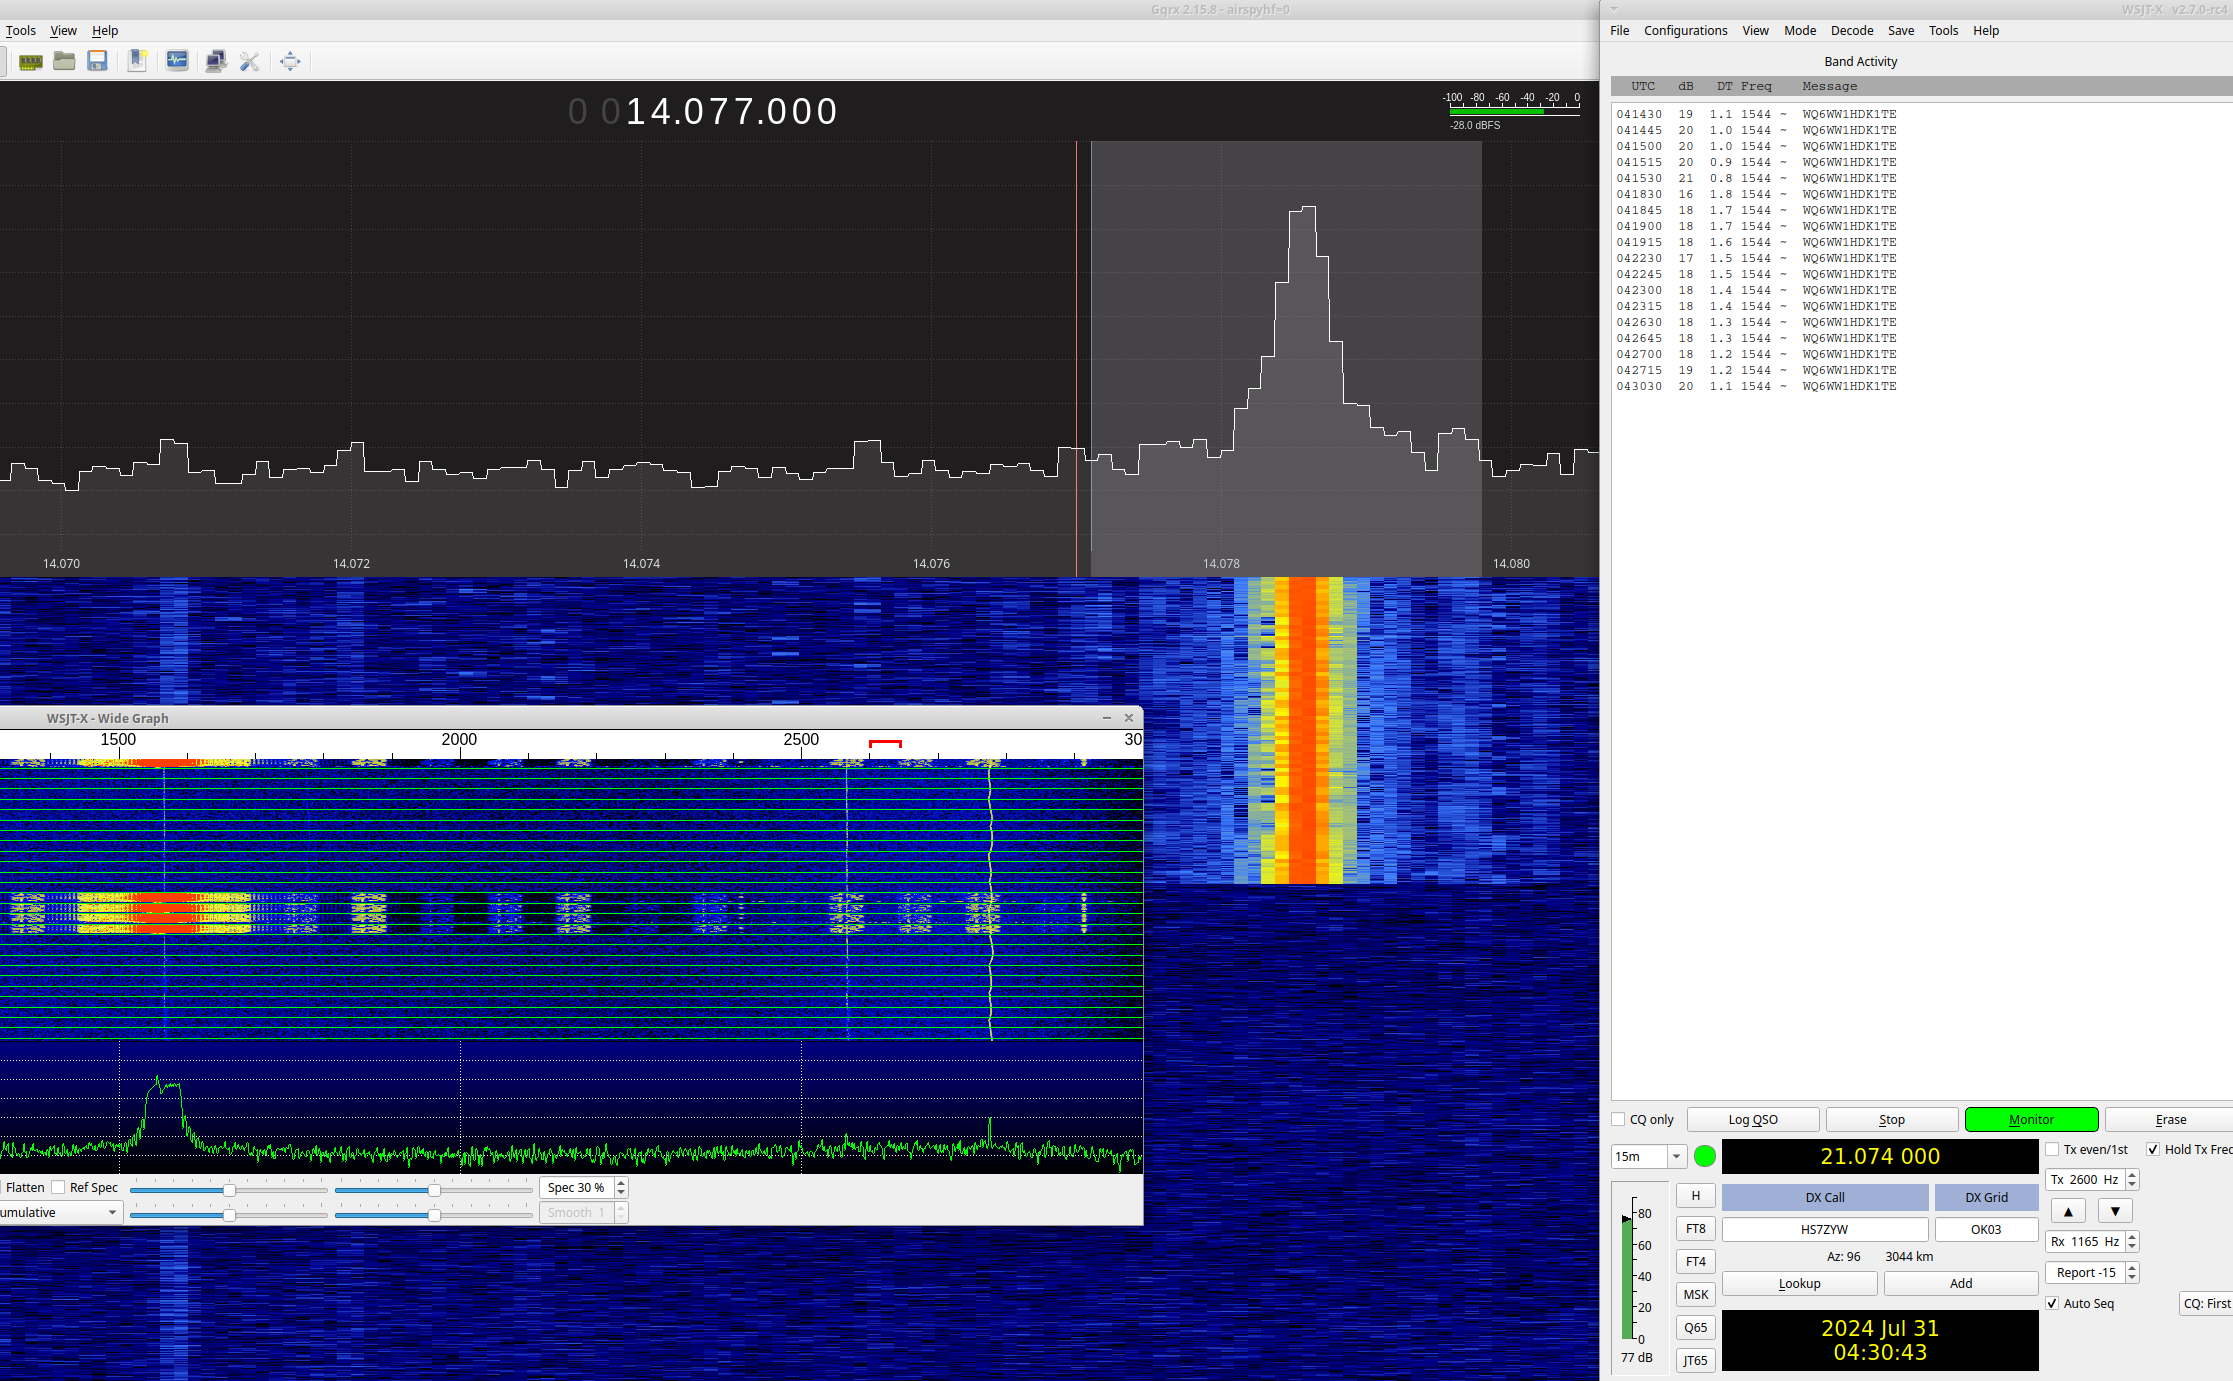 Gqrx 2.15.8 - airspyhf=0
Tools View Help
0 0 14.077.000
-100 -80 -60 -40 -20 0
-28.0 dBFS
14.070 14.072 14.074 14.076 14.078 14.080
WSJT-X - Wide Graph
1500 2000 2500 30
Flatten Ref Spec Spec 30 %
umulative Smooth 1
WSJT-X v2.7.0-rc4
File Configurations View Mode Decode Save Tools Help
Band Activity
UTC dB DT Freq Message
041430 19 1.1 1544 ~ WQ6WW1HDK1TE
041445 20 1.0 1544 ~ WQ6WW1HDK1TE
041500 20 1.0 1544 ~ WQ6WW1HDK1TE
041515 20 0.9 1544 ~ WQ6WW1HDK1TE
041530 21 0.8 1544 ~ WQ6WW1HDK1TE
041830 16 1.8 1544 ~ WQ6WW1HDK1TE
041845 18 1.7 1544 ~ WQ6WW1HDK1TE
041900 18 1.7 1544 ~ WQ6WW1HDK1TE
041915 18 1.6 1544 ~ WQ6WW1HDK1TE
042230 17 1.5 1544 ~ WQ6WW1HDK1TE
042245 18 1.5 1544 ~ WQ6WW1HDK1TE
042300 18 1.4 1544 ~ WQ6WW1HDK1TE
042315 18 1.4 1544 ~ WQ6WW1HDK1TE
042630 18 1.3 1544 ~ WQ6WW1HDK1TE
042645 18 1.3 1544 ~ WQ6WW1HDK1TE
042700 18 1.2 1544 ~ WQ6WW1HDK1TE
042715 19 1.2 1544 ~ WQ6WW1HDK1TE
043030 20 1.1 1544 ~ WQ6WW1HDK1TE
CQ only Log QSO Stop Monitor Erase
15m 21.074 000 Tx even/1st Hold Tx Freq
Tx 2600 Hz
H DX Call DX Grid
80
FT8 HS7ZYW OK03
60 Rx 1165 Hz
FT4 Az: 96 3044 km
40 Report -15
MSK Lookup Add
20 Auto Seq CQ: First
Q65 2024 Jul 31
0
JT65 04:30:43
77 dB